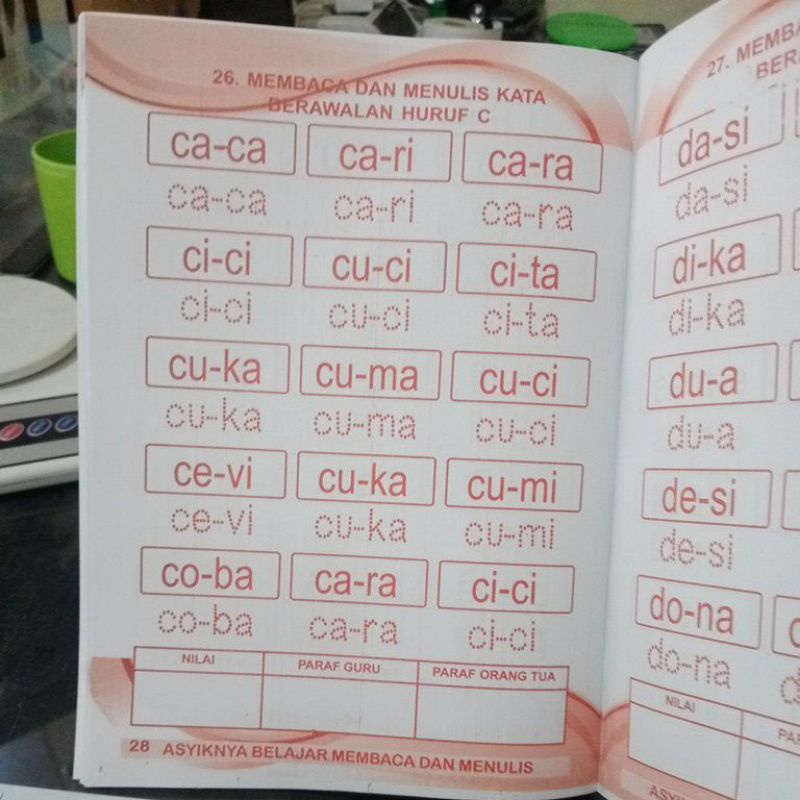 26. MEMBACA DAN MENULIS KATA
BERAWALAN HURUF C
ca-ca ca-ri ca-ra
ca-ca ca-ri ca-ra
ci-ci cu-ci ci-ta
ci-ci cu-ci ci-ta
cu-ka cu-ma cu-ci
cu-ka cu-ma cu-ci
ce-vi cu-ka cu-mi
ce-vi cu-ka cu-mi
co-ba ca-ra ci-ci
co-ba ca-ra ci-ci
NILAI PARAF GURU PARAF ORANG TUA
28 ASYIKNYA BELAJAR MEMBACA DAN MENULIS
27.
da-si
da-si
di-ka
di-ka
du-a
du-a
de-si
de-si
do-na
do-na
NILAI